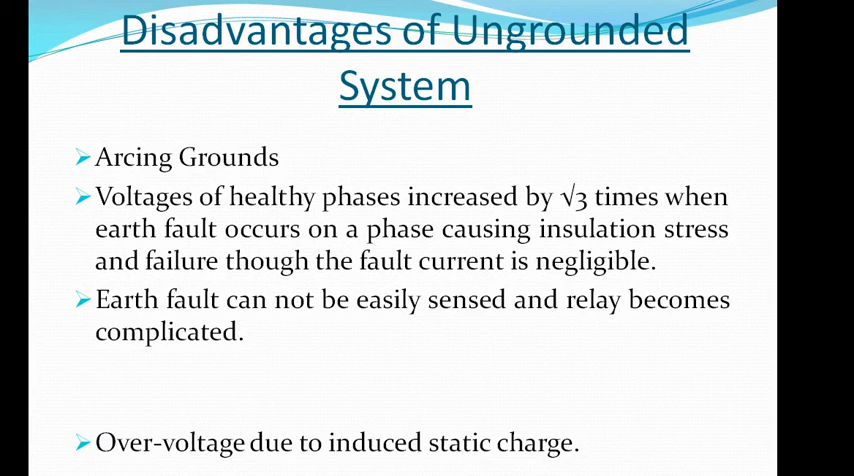 Disadvantages of Ungrounded
System
➢Arcing Grounds
➢Voltages of healthy phases increased by √3 times when
earth fault occurs on a phase causing insulation stress
and failure though the fault current is negligible.
➢Earth fault can not be easily sensed and relay becomes
complicated.
➢Over-voltage due to induced static charge.